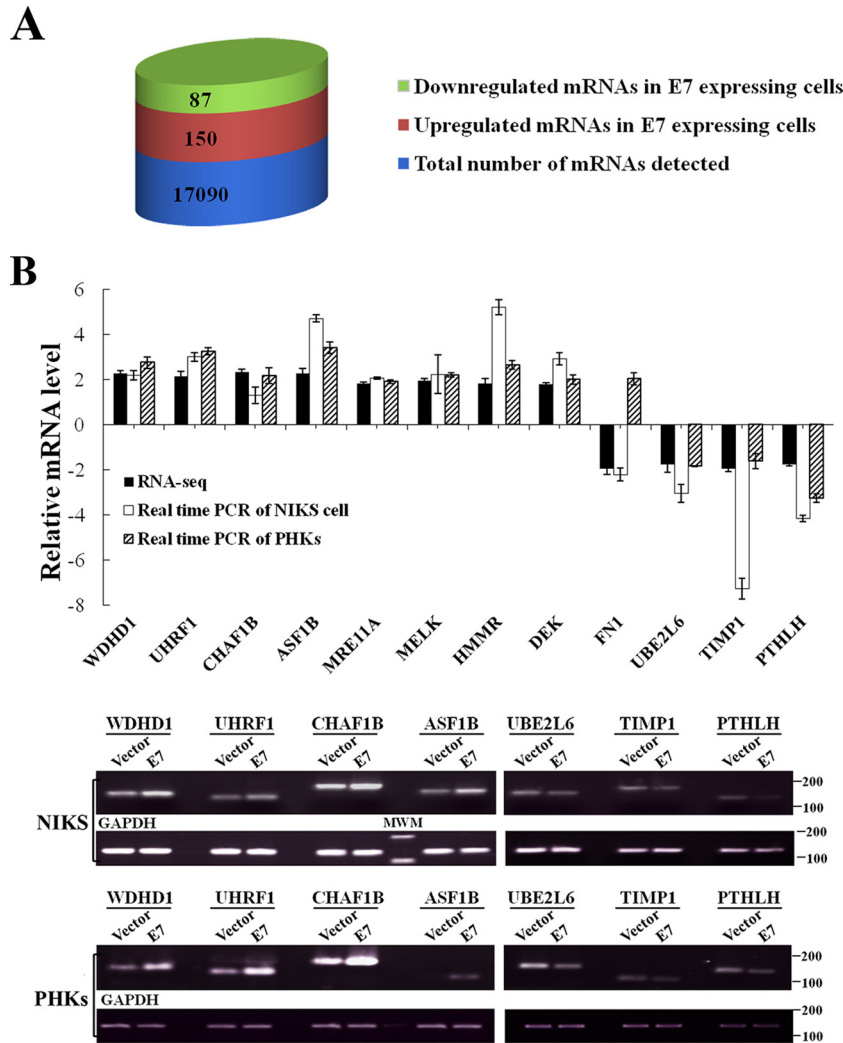 A
87
150
17090
Downregulated mRNAs in E7 expressing cells
Upregulated mRNAs in E7 expressing cells
Total number of mRNAs detected
B
Relative mRNA level
6
4
2
0
-2
-4
-6
-8
RNA-seq
Real time PCR of NIKS cell
Real time PCR of PHKs
WDHD1
UHRF1
CHAF1B
ASF1B
MRE11A
MELK
HMMR
DEK
FN1
UBE2L6
TIMP1
PTHLH
WDHD1 UHRF1 CHAF1B ASF1B UBE2L6 TIMP1 PTHLH
Vector E7 Vector E7 Vector E7 Vector E7 Vector E7 Vector E7 Vector E7
200
100
NIKS
GAPDH MWM
200
100
WDHD1 UHRF1 CHAF1B ASF1B UBE2L6 TIMP1 PTHLH
Vector E7 Vector E7 Vector E7 Vector E7 Vector E7 Vector E7 Vector E7
200
100
PHKs
GAPDH
200
100